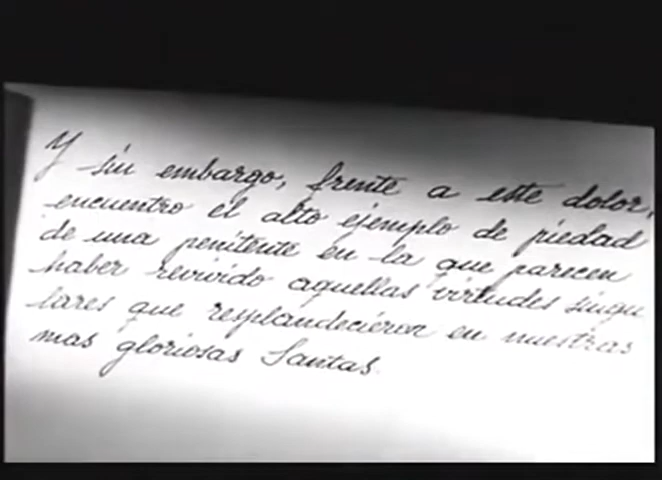 Y sin embargo, frente a este dolor,
encuentro el alto ejemplo de piedad
de una penitente en la que parecen
haber revivido aquellas virtudes singu
lares que resplandecieron en nuestras
mas gloriosas Santas.